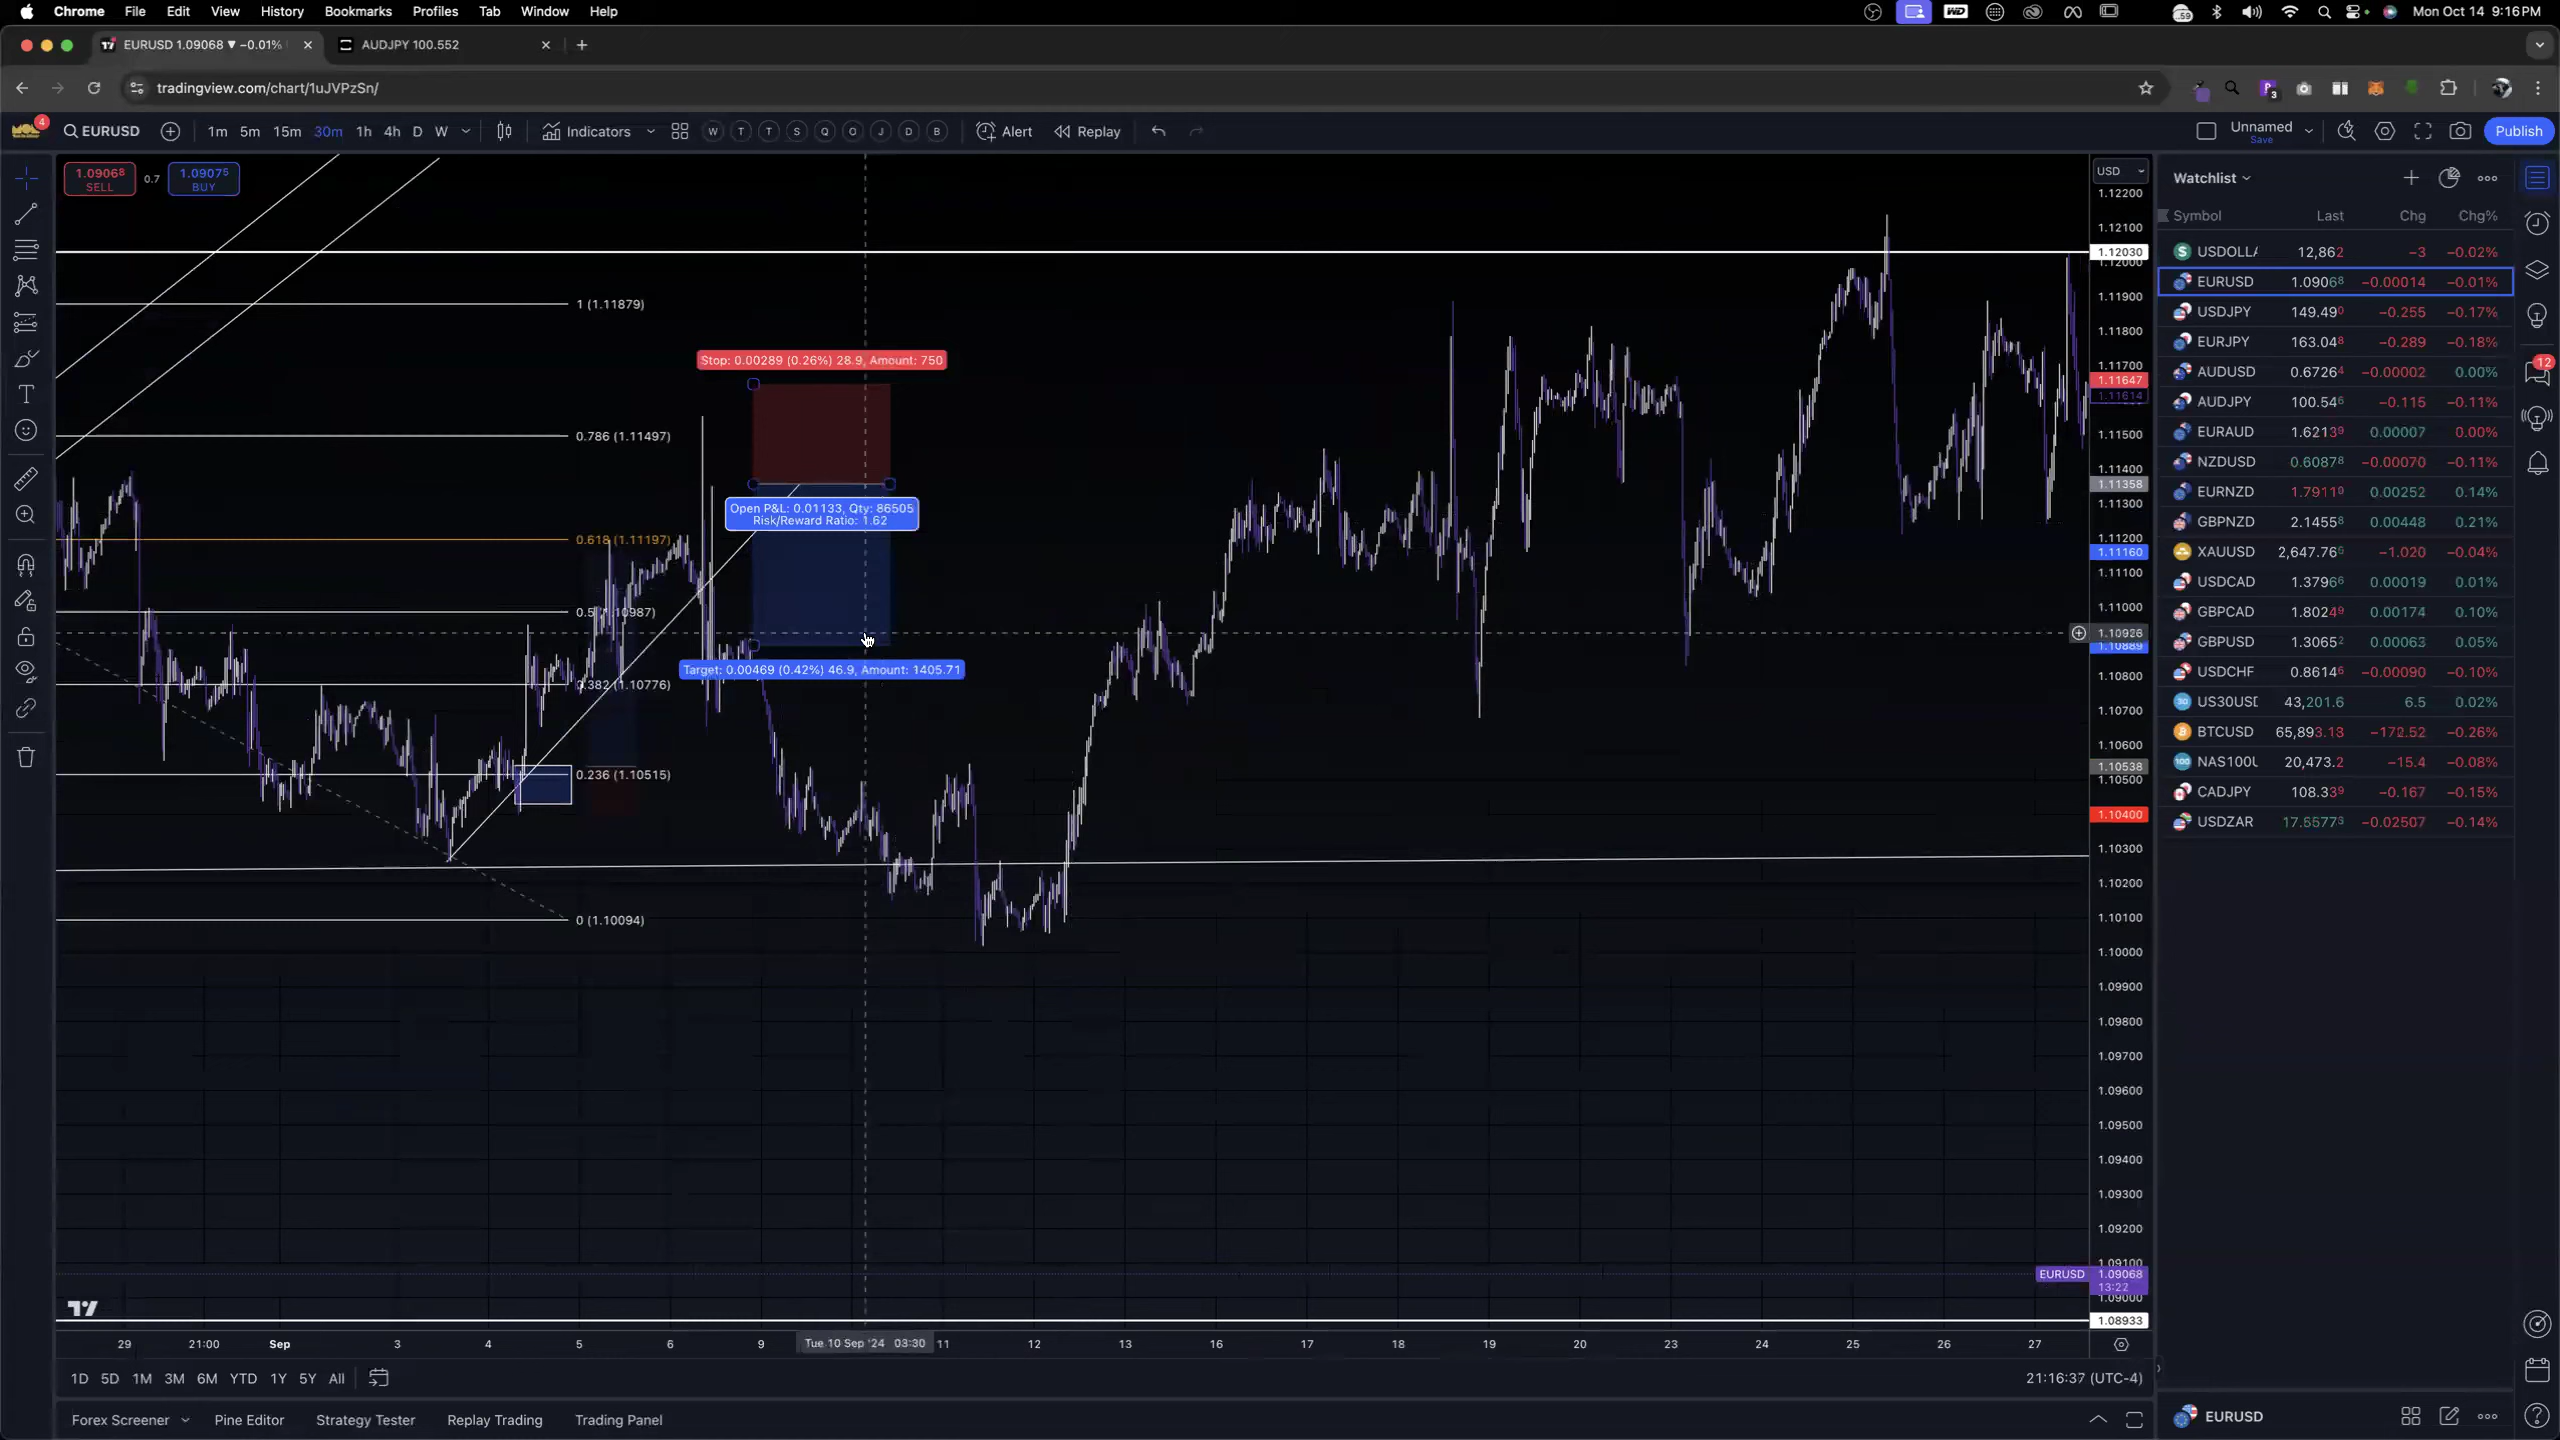 Chrome File Edit View History Bookmarks Profiles Tab Window Help
Mon Oct 14 9:16 PM
EURUSD 1.09068 ▼ −0.01%
AUDJPY 100.552
tradingview.com/chart/1uJVPzSn/
4 EURUSD 1m 5m 15m 30m 1h 4h D W Indicators W T T S Q O J D B Alert Replay
Unnamed
Save
Publish
1.09068
SELL
0.7
1.09075
BUY
USD
1.12200
1.12100
1.12030
1.12000
1.11900
1.11800
1.11700
1.11647
1.11614
1.11500
1.11400
1.11358
1.11300
1.11200
1.11160
1.11100
1.11000
1.10926
1.10889
1.10800
1.10700
1.10600
1.10538
1.10500
1.10400
1.10300
1.10200
1.10100
1.10000
1.09900
1.09800
1.09700
1.09600
1.09500
1.09400
1.09300
1.09200
1.09100
EURUSD 1.09068
13:22
1.09000
1.08933
1 (1.11879)
0.786 (1.11497)
0.618 (1.11197)
0.382 (1.10776)
0.236 (1.10515)
0 (1.10094)
Stop: 0.00289 (0.26%) 28.9, Amount: 750
Open P&L: 0.01133, Qty: 86505
Risk/Reward Ratio: 1.62
Target: 0.00469 (0.42%) 46.9, Amount: 1405.71
29 21:00 Sep 3 4 5 6 9 Tue 10 Sep '24 03:30 11 12 13 16 17 18 19 20 23 24 25 26 27
1D 5D 1M 3M 6M YTD 1Y 5Y All
21:16:37 (UTC-4)
Forex Screener Pine Editor Strategy Tester Replay Trading Trading Panel
Watchlist
Symbol Last Chg Chg%
USDOLLA 12,862 −3 −0.02%
EURUSD 1.09068 −0.00014 −0.01%
USDJPY 149.490 −0.255 −0.17%
EURJPY 163.048 −0.289 −0.18%
AUDUSD 0.67264 −0.00002 0.00%
AUDJPY 100.546 −0.115 −0.11%
EURAUD 1.62139 0.00007 0.00%
NZDUSD 0.60878 −0.00070 −0.11%
EURNZD 1.79119 0.00252 0.14%
GBPNZD 2.14558 0.00448 0.21%
XAUUSD 2,647.766 −1.020 −0.04%
USDCAD 1.37966 0.00019 0.01%
GBPCAD 1.80249 0.00174 0.10%
GBPUSD 1.30652 0.00063 0.05%
USDCHF 0.86146 −0.00090 −0.10%
US30USD 43,201.6 6.5 0.02%
BTCUSD 65,893.13 −172.52 −0.26%
NAS100U 20,473.2 −15.4 −0.08%
CADJPY 108.339 −0.167 −0.15%
USDZAR 17.55773 −0.02507 −0.14%
12
EURUSD